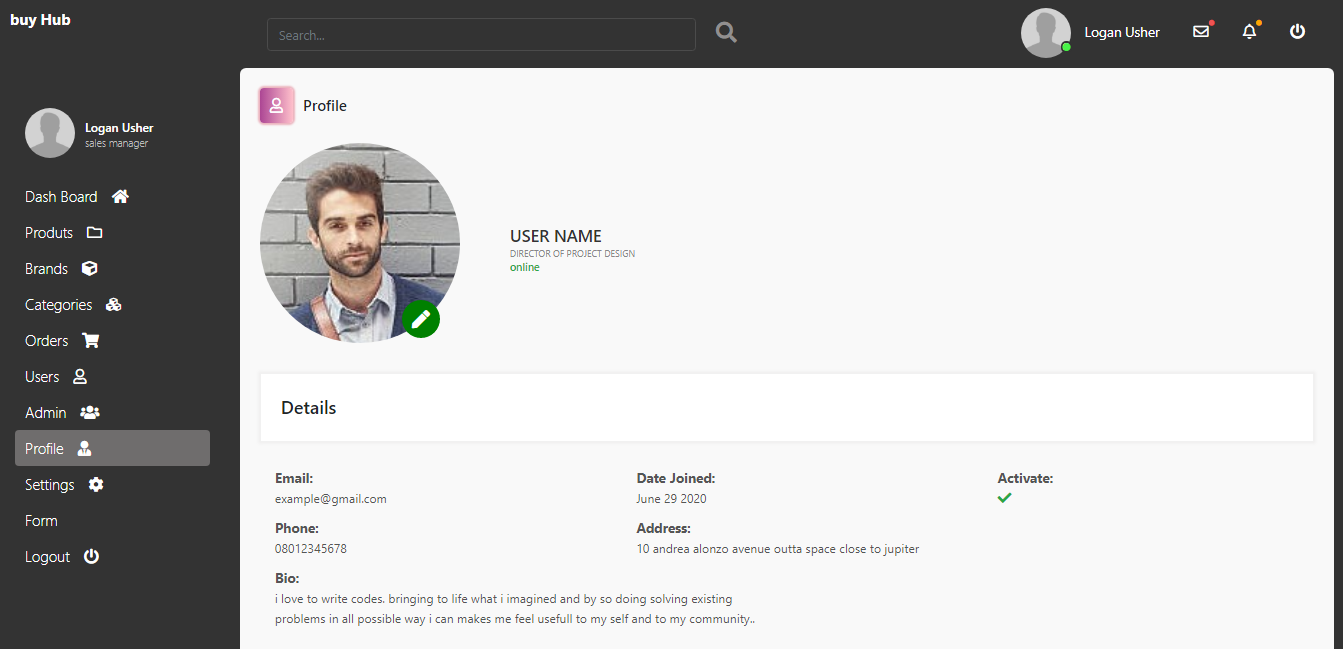 buy Hub
Search...
Logan Usher
Logan Usher
sales manager
Dash Board
Produts
Brands
Categories
Orders
Users
Admin
Profile
Settings
Form
Logout
Profile
USER NAME
DIRECTOR OF PROJECT DESIGN
online
Details
Email:
example@gmail.com
Date Joined:
June 29 2020
Activate:
Phone:
08012345678
Address:
10 andrea alonzo avenue outta space close to jupiter
Bio:
i love to write codes. bringing to life what i imagined and by so doing solving existing
problems in all possible way i can makes me feel usefull to my self and to my community..